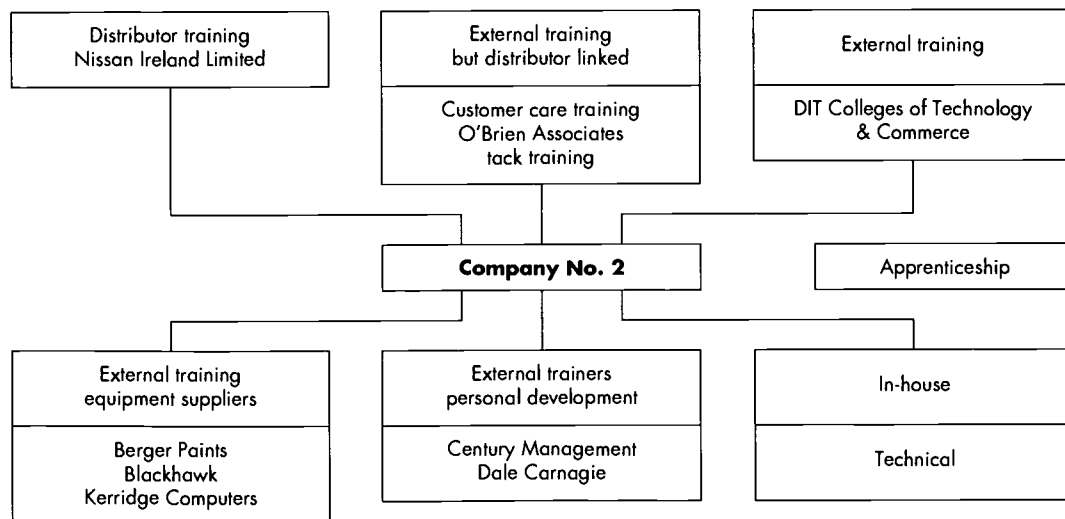 Distributor training
Nissan Ireland Limited
External training
but distributor linked
Customer care training
O'Brien Associates
tack training
External training
DIT Colleges of Technology
& Commerce
Company No. 2
Apprenticeship
External training
equipment suppliers
Berger Paints
Blackhawk
Kerridge Computers
External trainers
personal development
Century Management
Dale Carnagie
In-house
Technical